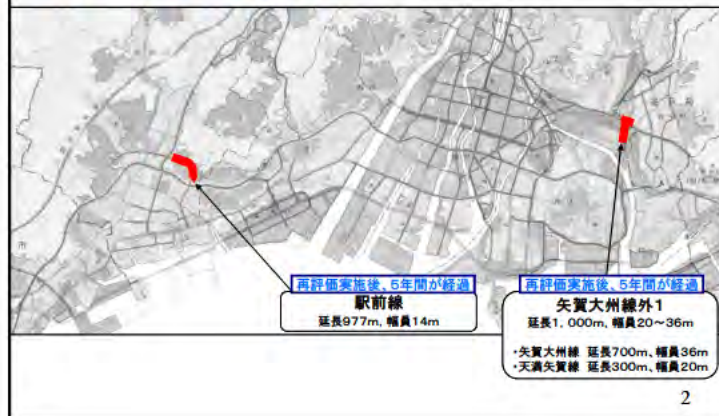 再評価実施後、5年間が経過
駅前線
延長977m, 幅員14m
再評価実施後、5年間が経過
矢賀大州線外1
延長1,000m, 幅員20～36m
・矢賀大州線 延長700m、幅員36m
・天満矢賀線 延長300m、幅員20m
2